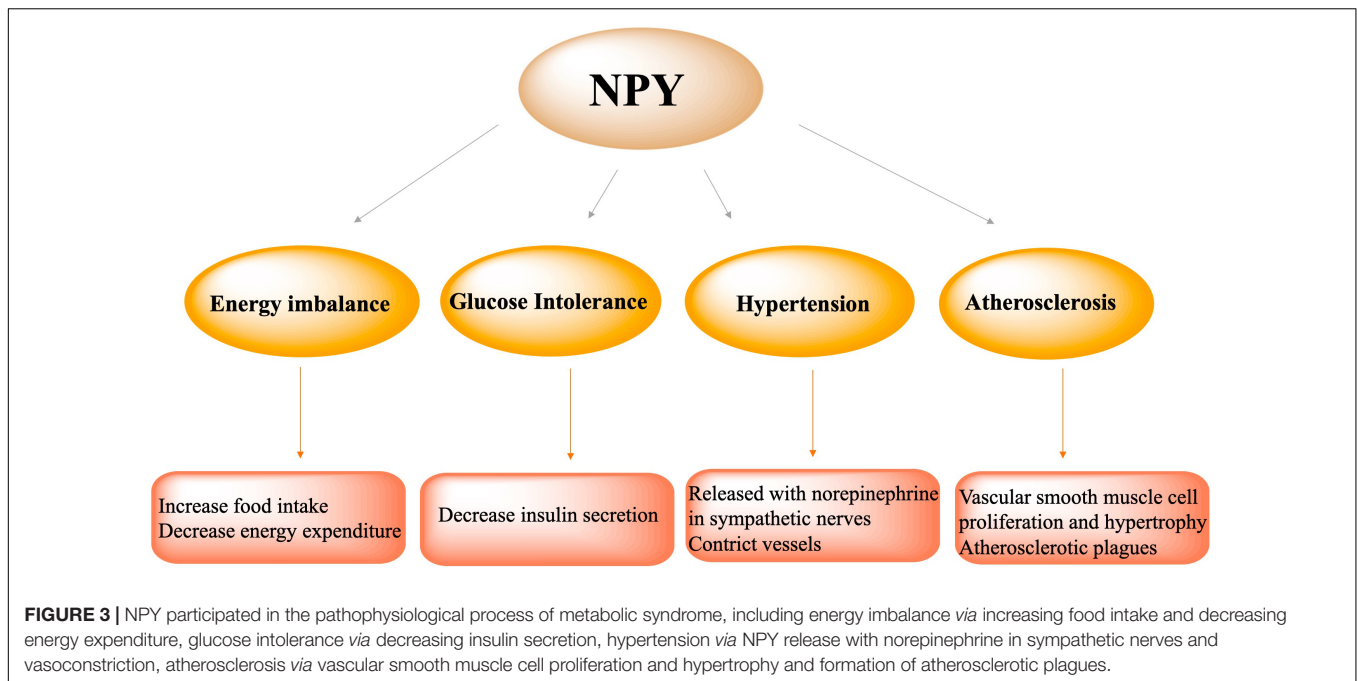 NPY
Energy imbalance
Glucose Intolerance
Hypertension
Atherosclerosis
Increase food intake
Decrease energy expenditure
Decrease insulin secretion
Released with norepinephrine
in sympathetic nerves
Contrict vessels
Vascular smooth muscle cell
proliferation and hypertrophy
Atherosclerotic plagues
FIGURE 3 | NPY participated in the pathophysiological process of metabolic syndrome, including energy imbalance via increasing food intake and decreasing
energy expenditure, glucose intolerance via decreasing insulin secretion, hypertension via NPY release with norepinephrine in sympathetic nerves and
vasoconstriction, atherosclerosis via vascular smooth muscle cell proliferation and hypertrophy and formation of atherosclerotic plagues.